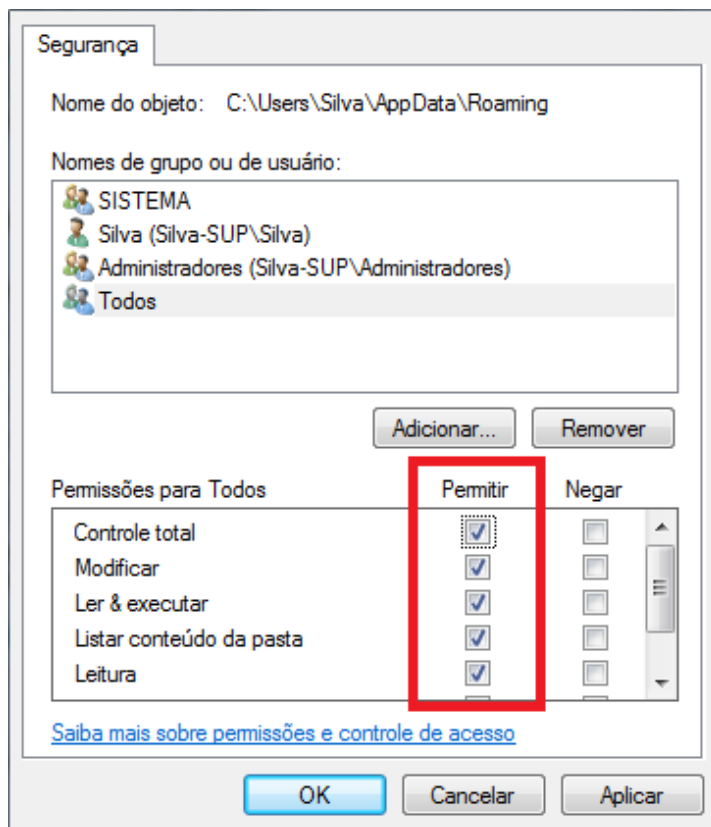 Segurança
Nome do objeto: C:\Users\Silva\AppData\Roaming
Nomes de grupo ou de usuário:
SISTEMA
Silva (Silva-SUP\Silva)
Administradores (Silva-SUP\Administradores)
Todos
Adicionar... Remover
Permissões para Todos Permitir Negar
Controle total
Modificar
Ler & executar
Listar conteúdo da pasta
Leitura
Saiba mais sobre permissões e controle de acesso
OK Cancelar Aplicar